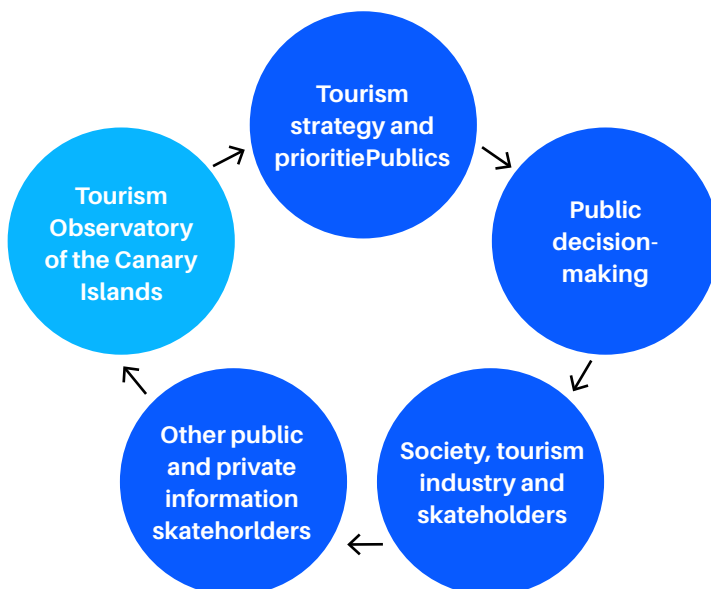 Tourism
strategy and
prioritiePublics
Public
decision-
making
Society, tourism
industry and
skateholders
Other public
and private
information
skatehorlders
Tourism
Observatory
of the Canary
Islands